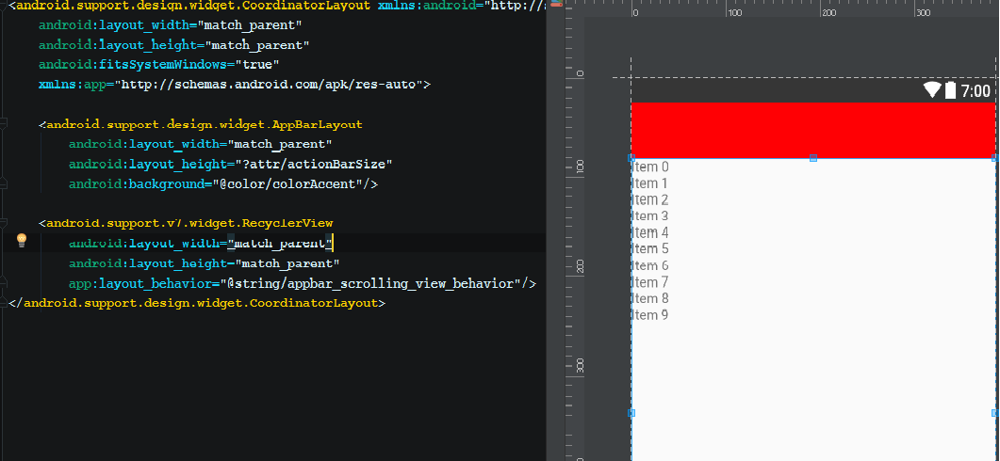 <android.support.design.widget.CoordinatorLayout xmlns:android="http://
android:layout_width="match_parent"
android:layout_height="match_parent"
android:fitsSystemWindows="true"
xmlns:app="http://schemas.android.com/apk/res-auto">
<android.support.design.widget.AppBarLayout
android:layout_width="match_parent"
android:layout_height="?attr/actionBarSize"
android:background="@color/colorAccent"/>
<android.support.v7.widget.RecyclerView
android:layout_width="match_parent"
android:layout_height="match_parent"
app:layout_behavior="@string/appbar_scrolling_view_behavior"/>
</android.support.design.widget.CoordinatorLayout>
0 100 200 300
0
100
200
300
7:00
Item 0
Item 1
Item 2
Item 3
Item 4
Item 5
Item 6
Item 7
Item 8
Item 9